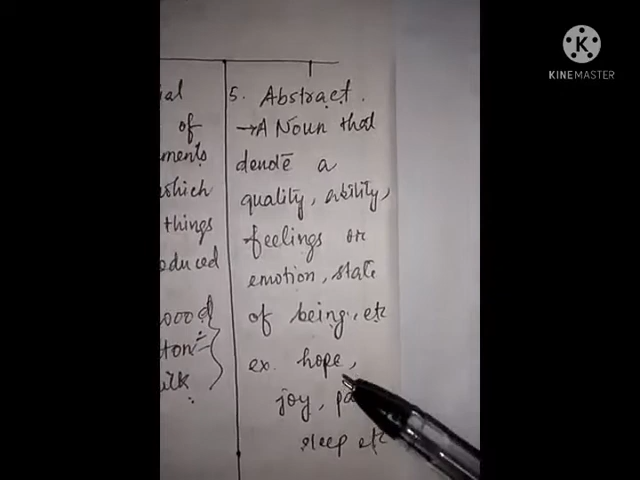 KINEMASTER
ial
of
ments
which
things
oduced
wood
tton
ilk
5. Abstract.
→A Noun that
denote a
quality, ability,
feelings or
emotion, state
of being, etc
ex. hope,
joy, pa
sleep etc